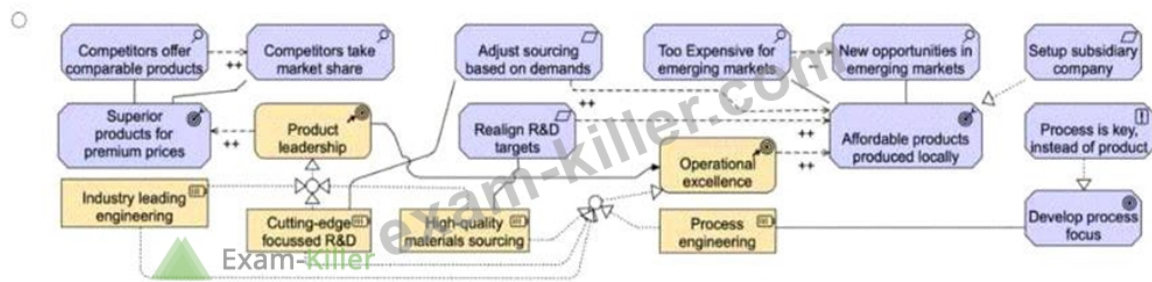 Competitors offer
comparable products
++
Competitors take
market share
Adjust sourcing
based on demands
Too Expensive for
emerging markets
++
New opportunities in
emerging markets
Setup subsidiary
company
Superior
products for
premium prices
++
Product
leadership
Realign R&D
targets
++
++
Operational
excellence
++
Affordable products
produced locally
Process is key,
instead of product
Industry leading
engineering
Cutting-edge
focussed R&D
High-quality
materials sourcing
Process
engineering
Develop process
focus
exam-killer.com
Exam-Killer